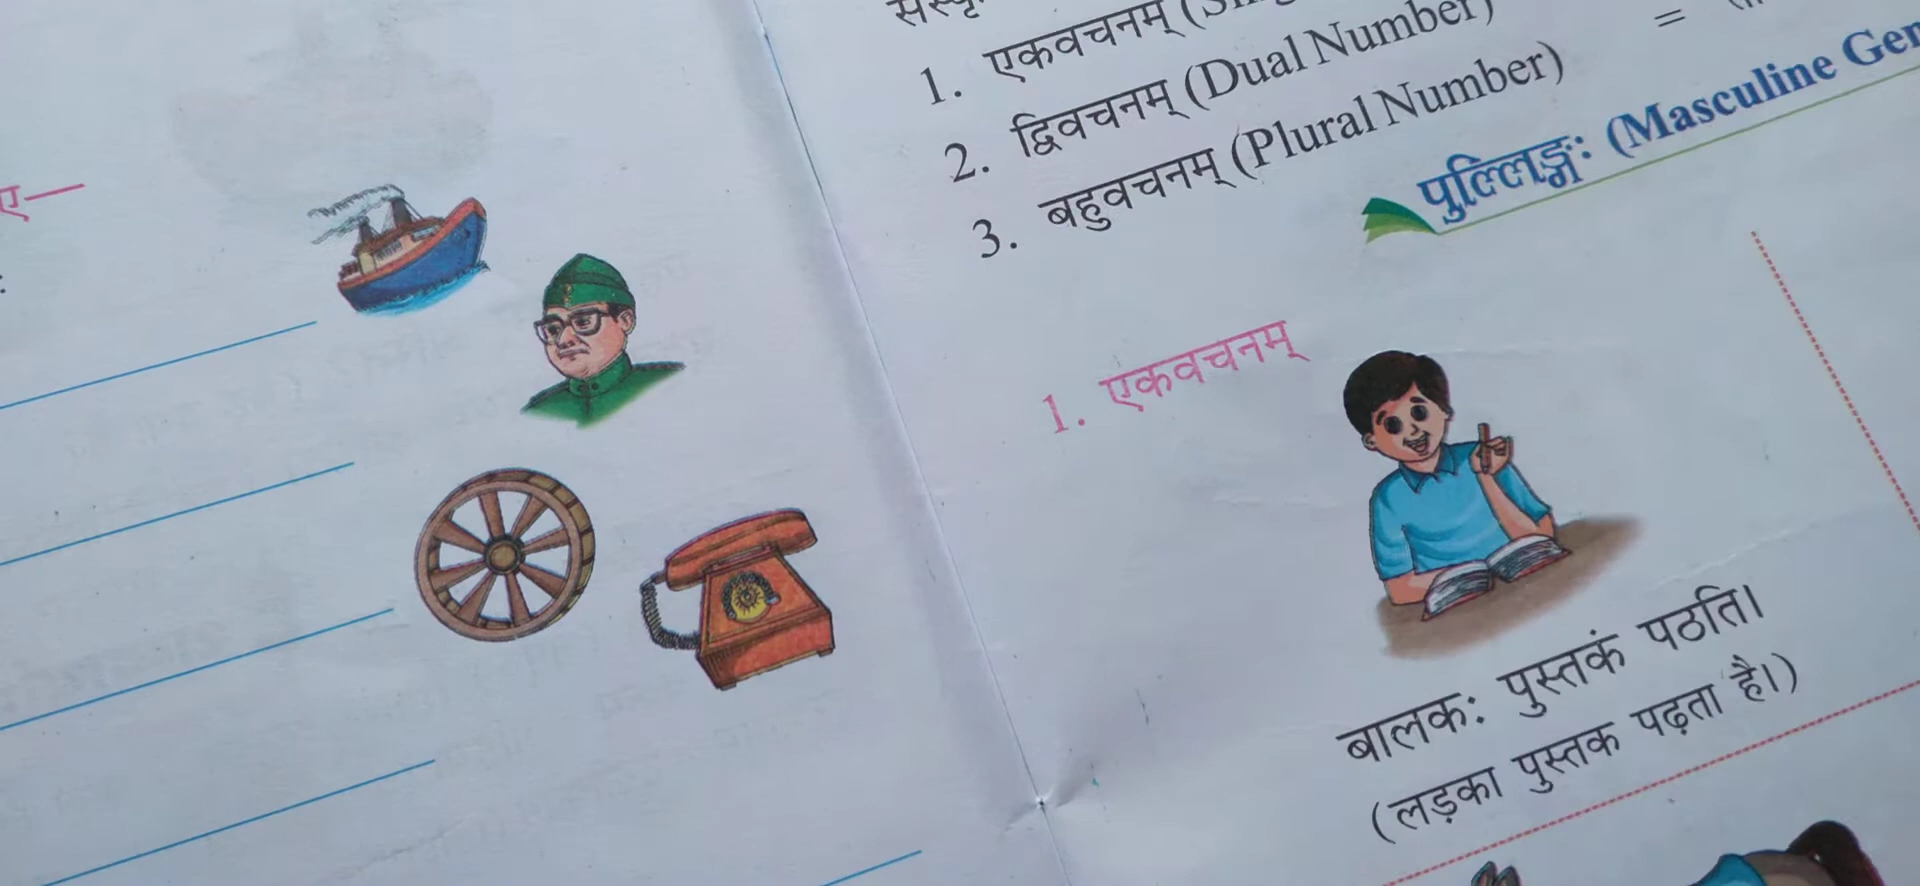 ए—
1. एकवचनम्
2. द्विवचनम् (Dual Number)
3. बहुवचनम् (Plural Number)
=
पुल्लिङ्गः (Masculine
1. एकवचनम्
बालकः पुस्तकं पठति।
(लड़का पुस्तक पढ़ता है।)